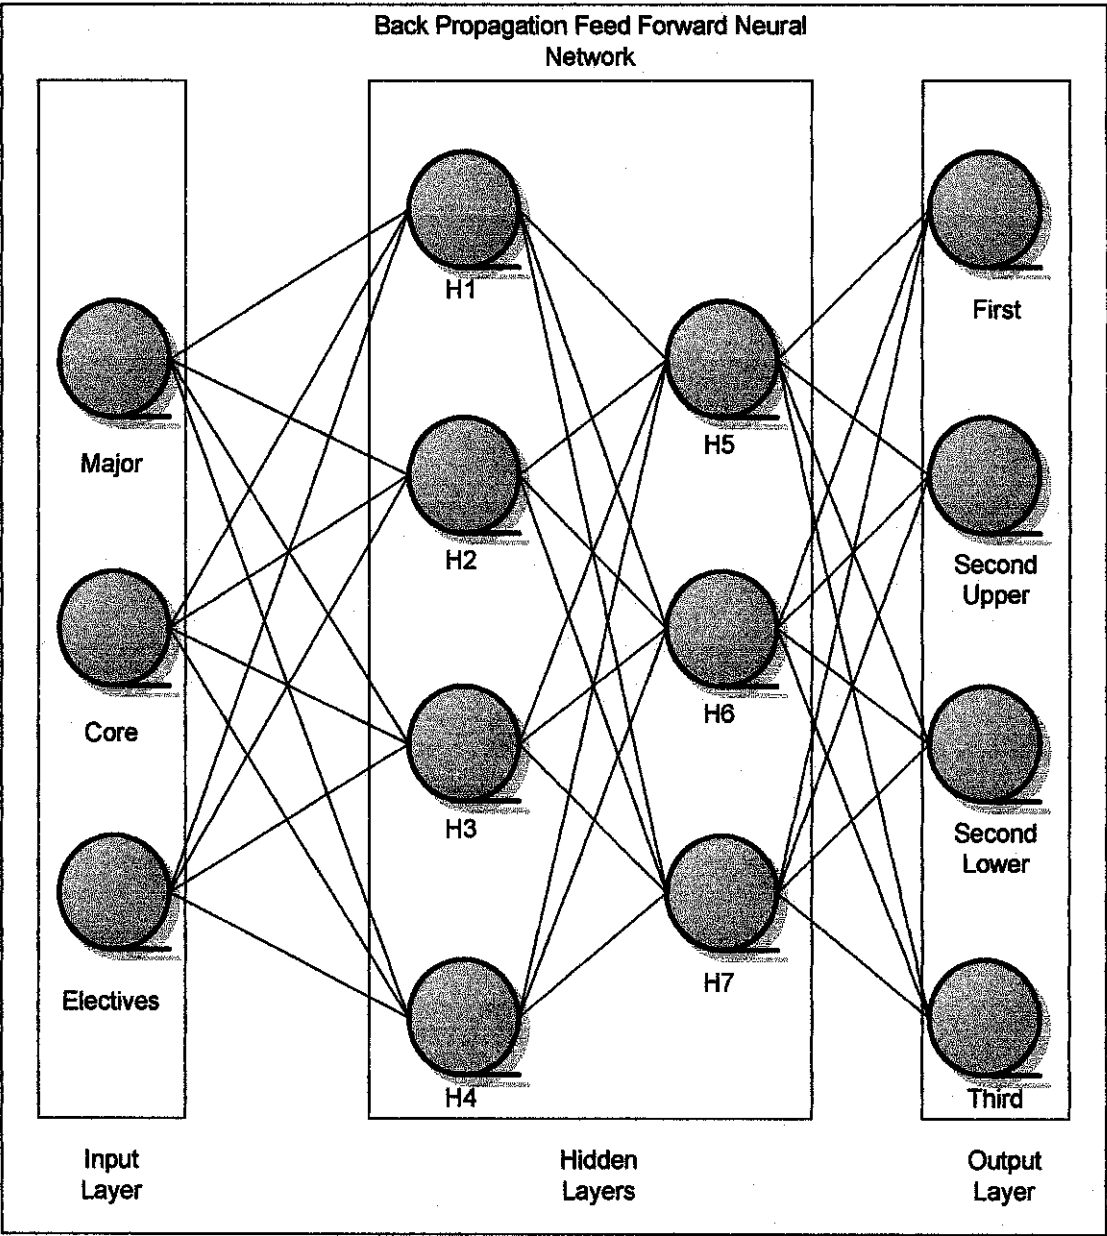 Back Propagation Feed Forward Neural
Network
Major
Core
Electives
H1
H2
H3
H4
H5
H6
H7
First
Second
Upper
Second
Lower
Third
Input
Layer
Hidden
Layers
Output
Layer